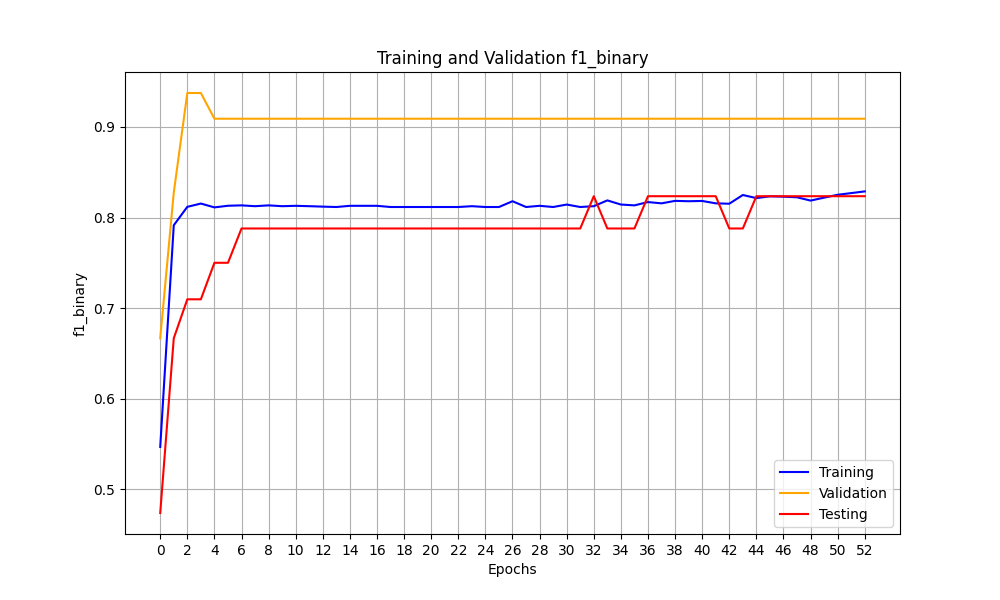 Training and Validation f1_binary
f1_binary
0.9
0.8
0.7
0.6
0.5
Training
Validation
Testing
0 2 4 6 8 10 12 14 16 18 20 22 24 26 28 30 32 34 36 38 40 42 44 46 48 50 52
Epochs